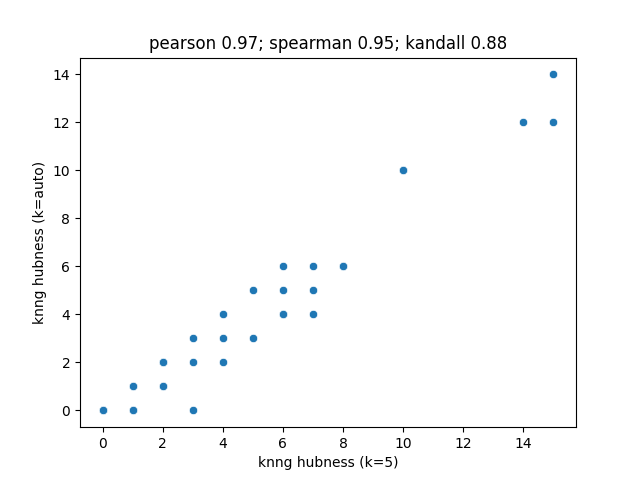 pearson 0.97; spearman 0.95; kandall 0.88
14
12
10
8
6
4
2
0
knng hubness (k=auto)
0 2 4 6 8 10 12 14
knng hubness (k=5)